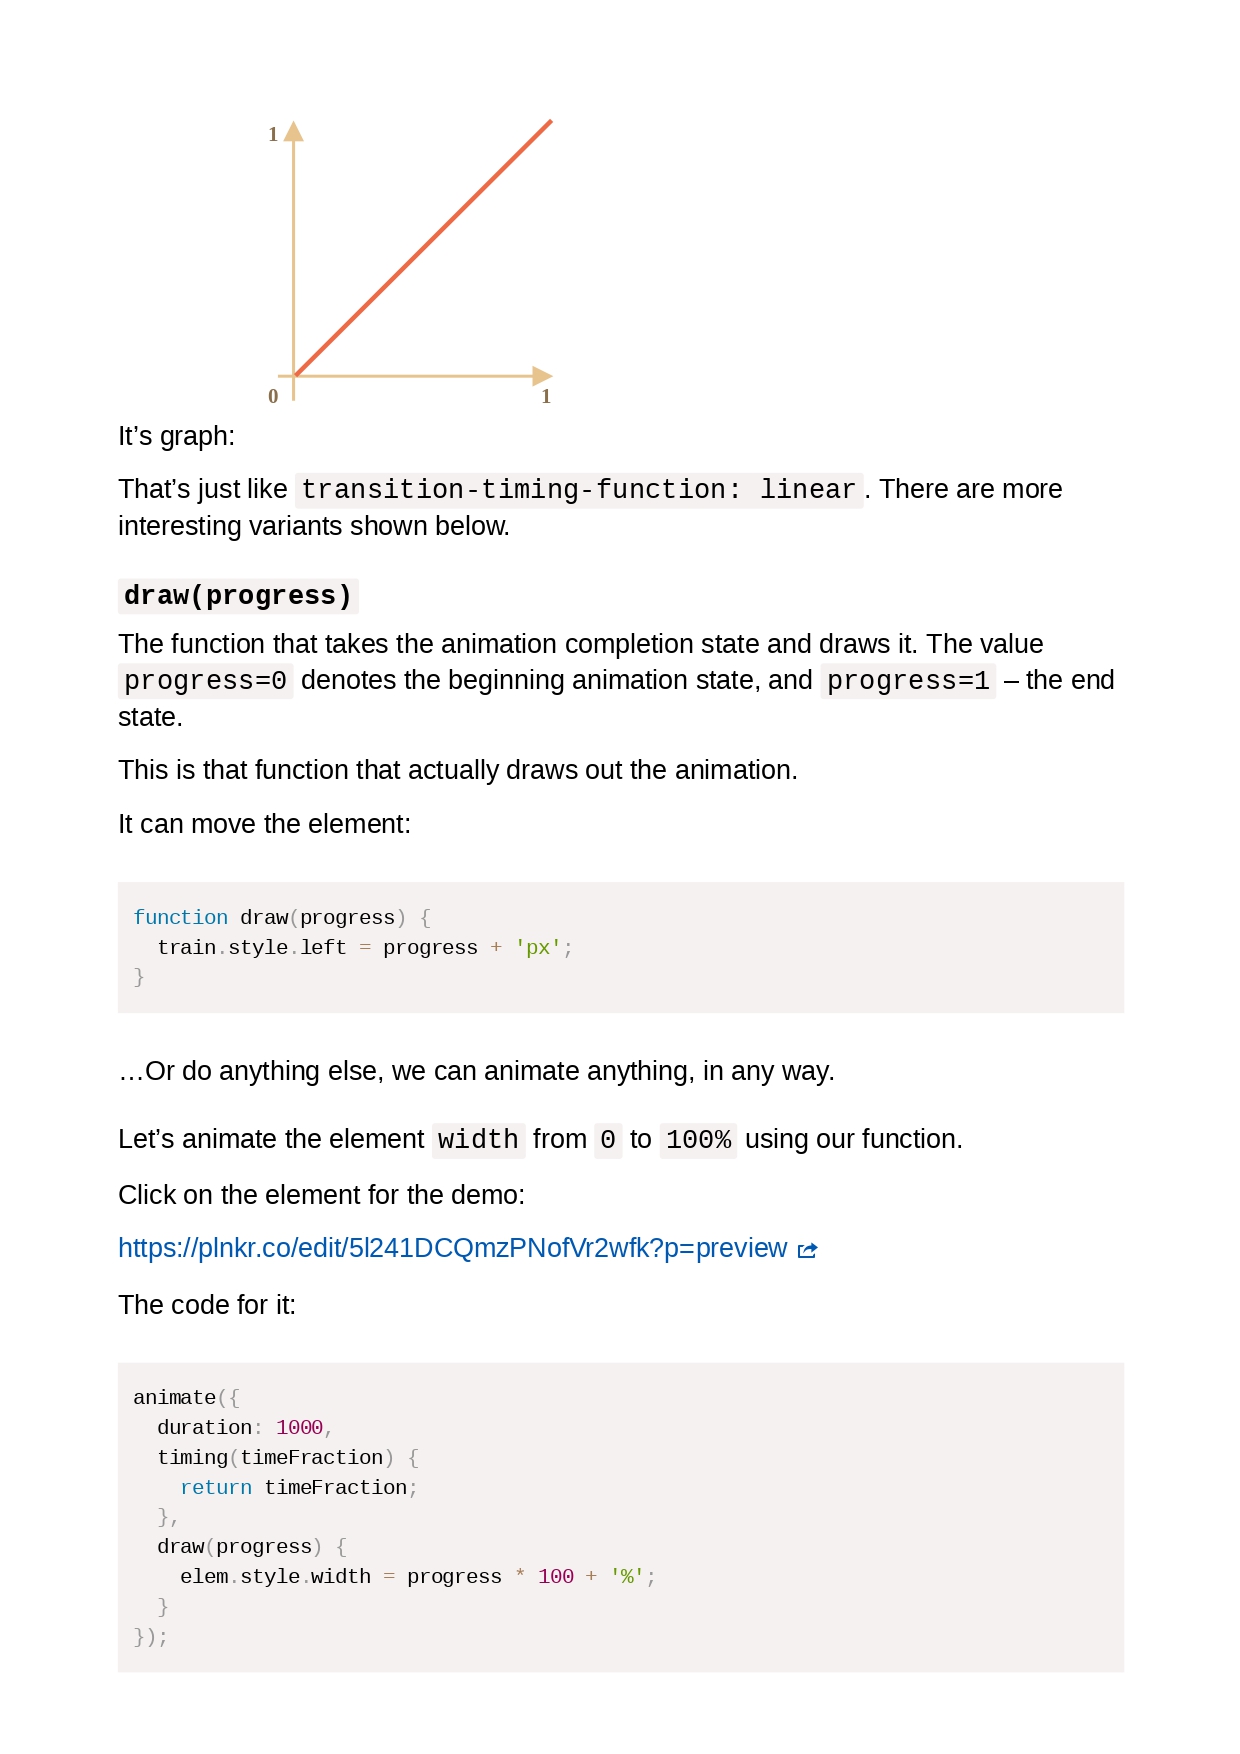 1
0
1
It’s graph:
That’s just like transition-timing-function: linear. There are more
interesting variants shown below.
draw(progress)
The function that takes the animation completion state and draws it. The value
progress=0 denotes the beginning animation state, and progress=1 – the end
state.
This is that function that actually draws out the animation.
It can move the element:
function draw(progress) {
  train.style.left = progress + 'px';
}
…Or do anything else, we can animate anything, in any way.
Let’s animate the element width from 0 to 100% using our function.
Click on the element for the demo:
https://plnkr.co/edit/5l241DCQmzPNofVr2wfk?p=preview
The code for it:
animate({
  duration: 1000,
  timing(timeFraction) {
    return timeFraction;
  },
  draw(progress) {
    elem.style.width = progress * 100 + '%';
  }
});